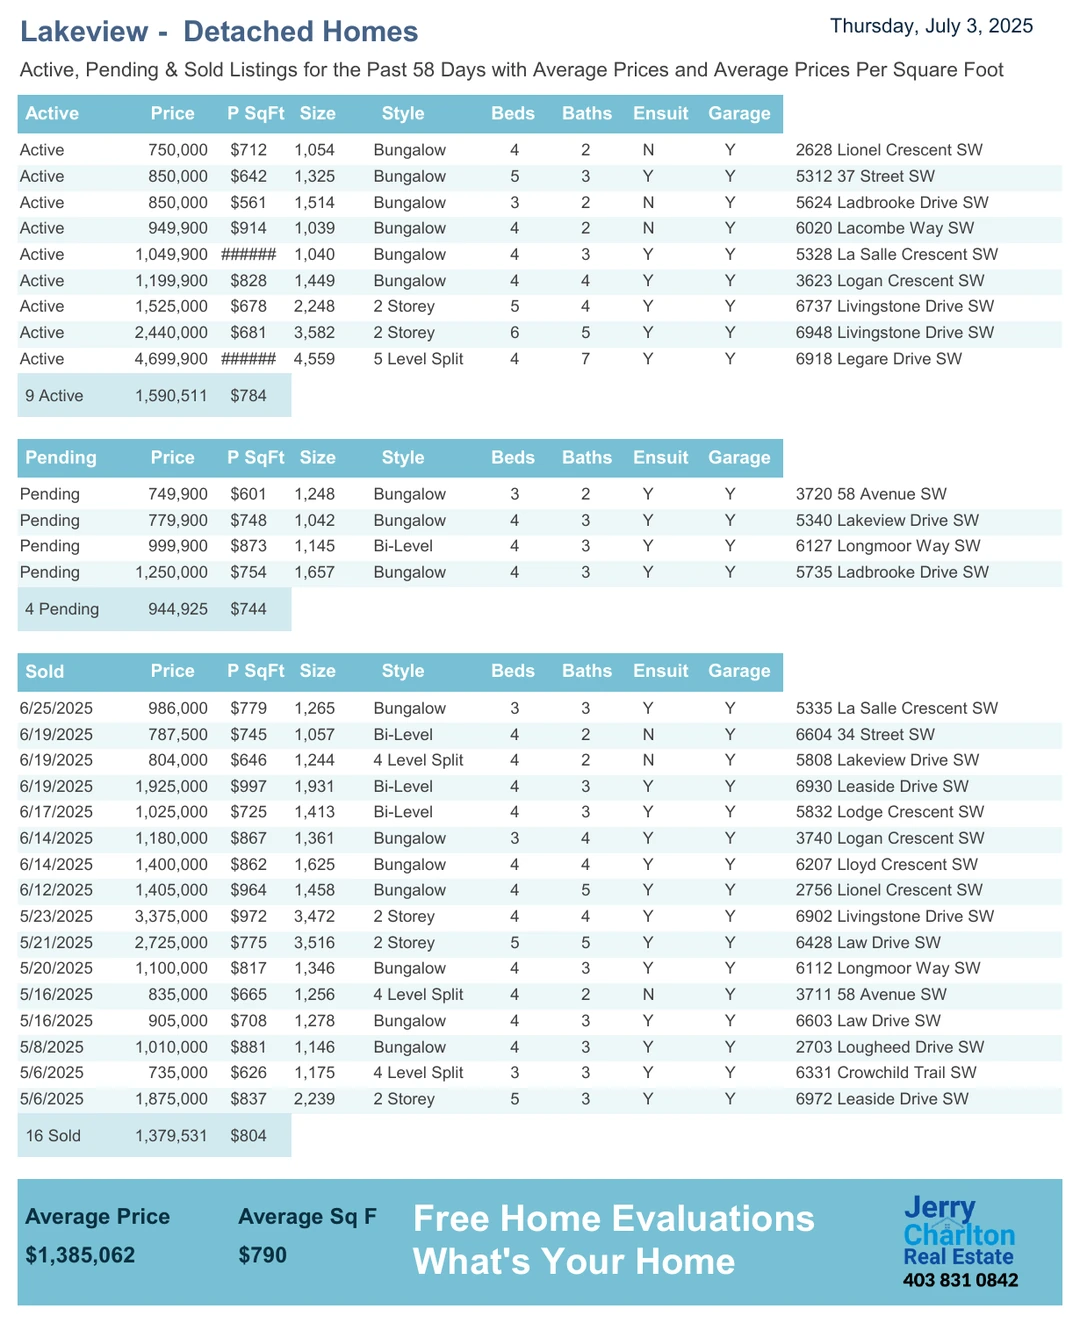 Lakeview -  Detached Homes
Thursday, July 3, 2025
Active, Pending & Sold Listings for the Past 58 Days with Average Prices and Average Prices Per Square Foot
Active Price P SqFt Size Style Beds Baths Ensuit Garage
Active 750,000 $712 1,054 Bungalow 4 2 N Y 2628 Lionel Crescent SW
Active 850,000 $642 1,325 Bungalow 5 3 Y Y 5312 37 Street SW
Active 850,000 $561 1,514 Bungalow 3 2 N Y 5624 Ladbrooke Drive SW
Active 949,900 $914 1,039 Bungalow 4 2 N Y 6020 Lacombe Way SW
Active 1,049,900 ###### 1,040 Bungalow 4 3 Y Y 5328 La Salle Crescent SW
Active 1,199,900 $828 1,449 Bungalow 4 4 Y Y 3623 Logan Crescent SW
Active 1,525,000 $678 2,248 2 Storey 5 4 Y Y 6737 Livingstone Drive SW
Active 2,440,000 $681 3,582 2 Storey 6 5 Y Y 6948 Livingstone Drive SW
Active 4,699,900 ###### 4,559 5 Level Split 4 7 Y Y 6918 Legare Drive SW
9 Active 1,590,511 $784
Pending Price P SqFt Size Style Beds Baths Ensuit Garage
Pending 749,900 $601 1,248 Bungalow 3 2 Y Y 3720 58 Avenue SW
Pending 779,900 $748 1,042 Bungalow 4 3 Y Y 5340 Lakeview Drive SW
Pending 999,900 $873 1,145 Bi-Level 4 3 Y Y 6127 Longmoor Way SW
Pending 1,250,000 $754 1,657 Bungalow 4 3 Y Y 5735 Ladbrooke Drive SW
4 Pending 944,925 $744
Sold Price P SqFt Size Style Beds Baths Ensuit Garage
6/25/2025 986,000 $779 1,265 Bungalow 3 3 Y Y 5335 La Salle Crescent SW
6/19/2025 787,500 $745 1,057 Bi-Level 4 2 N Y 6604 34 Street SW
6/19/2025 804,000 $646 1,244 4 Level Split 4 2 N Y 5808 Lakeview Drive SW
6/19/2025 1,925,000 $997 1,931 Bi-Level 4 3 Y Y 6930 Leaside Drive SW
6/17/2025 1,025,000 $725 1,413 Bi-Level 4 3 Y Y 5832 Lodge Crescent SW
6/14/2025 1,180,000 $867 1,361 Bungalow 3 4 Y Y 3740 Logan Crescent SW
6/14/2025 1,400,000 $862 1,625 Bungalow 4 4 Y Y 6207 Lloyd Crescent SW
6/12/2025 1,405,000 $964 1,458 Bungalow 4 5 Y Y 2756 Lionel Crescent SW
5/23/2025 3,375,000 $972 3,472 2 Storey 4 4 Y Y 6902 Livingstone Drive SW
5/21/2025 2,725,000 $775 3,516 2 Storey 5 5 Y Y 6428 Law Drive SW
5/20/2025 1,100,000 $817 1,346 Bungalow 4 3 Y Y 6112 Longmoor Way SW
5/16/2025 835,000 $665 1,256 4 Level Split 4 2 N Y 3711 58 Avenue SW
5/16/2025 905,000 $708 1,278 Bungalow 4 3 Y Y 6603 Law Drive SW
5/8/2025 1,010,000 $881 1,146 Bungalow 4 3 Y Y 2703 Lougheed Drive SW
5/6/2025 735,000 $626 1,175 4 Level Split 3 3 Y Y 6331 Crowchild Trail SW
5/6/2025 1,875,000 $837 2,239 2 Storey 5 3 Y Y 6972 Leaside Drive SW
16 Sold 1,379,531 $804
Average Price Average Sq F
$1,385,062 $790
Free Home Evaluations
What's Your Home
Jerry
Charlton
Real Estate
403 831 0842